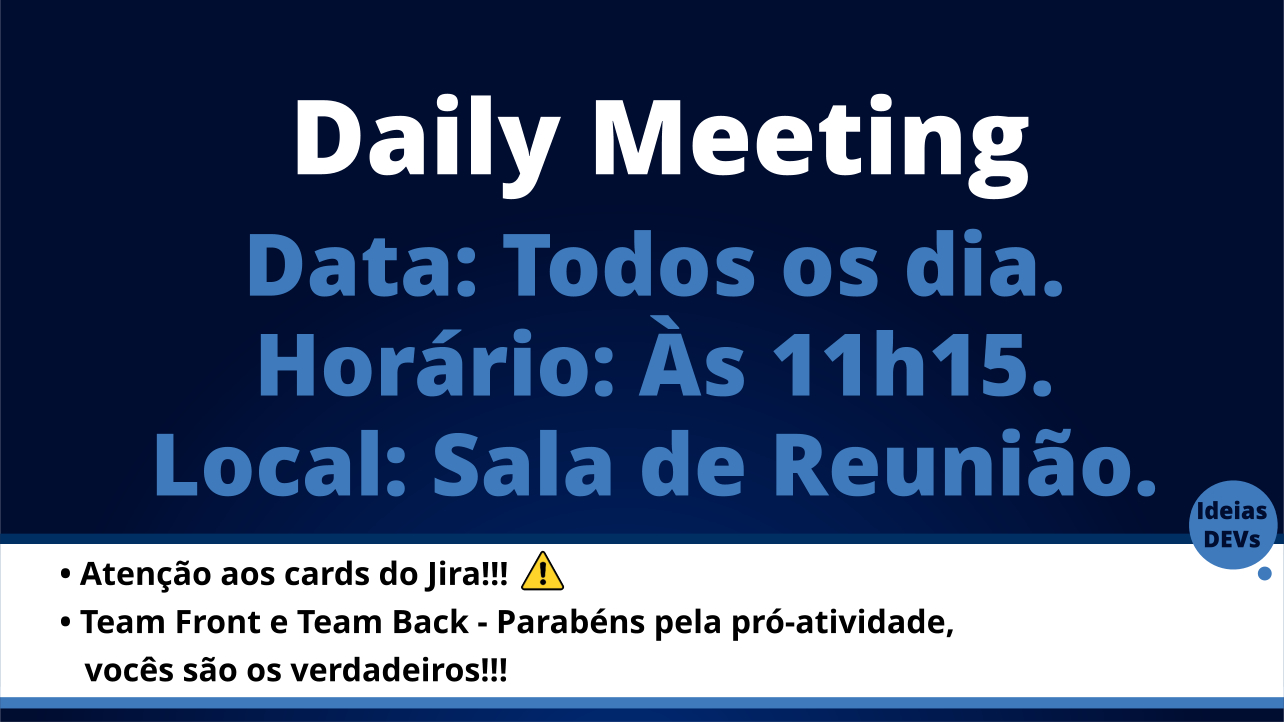 Daily Meeting
Data: Todos os dia.
Horário: Às 11h15.
Local: Sala de Reunião.
Ideias
DEVs
• Atenção aos cards do Jira!!! ⚠
• Team Front e Team Back - Parabéns pela pró-atividade,
vocês são os verdadeiros!!!